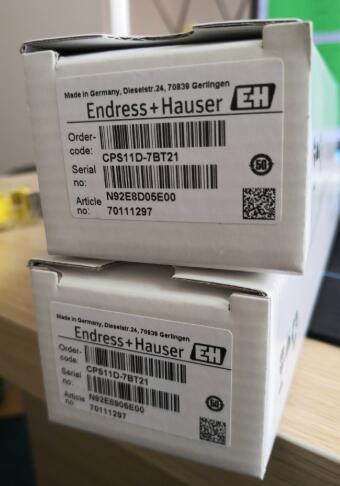 Made in Germany, Dieselstr.24, 70839 Gerlingen
Endress+Hauser EH
Order-
code:
CPS11D-7BT21
Serial
no:
N92E8D05E00
Article
no:
70111297
50
Made in Germany, Dieselstr.24, 70839 Gerlingen
Endress+Hauser EH
Order-
code:
CPS11D-7BT21
Serial
no:
N92E8905E00
Article
no:
70111297
50